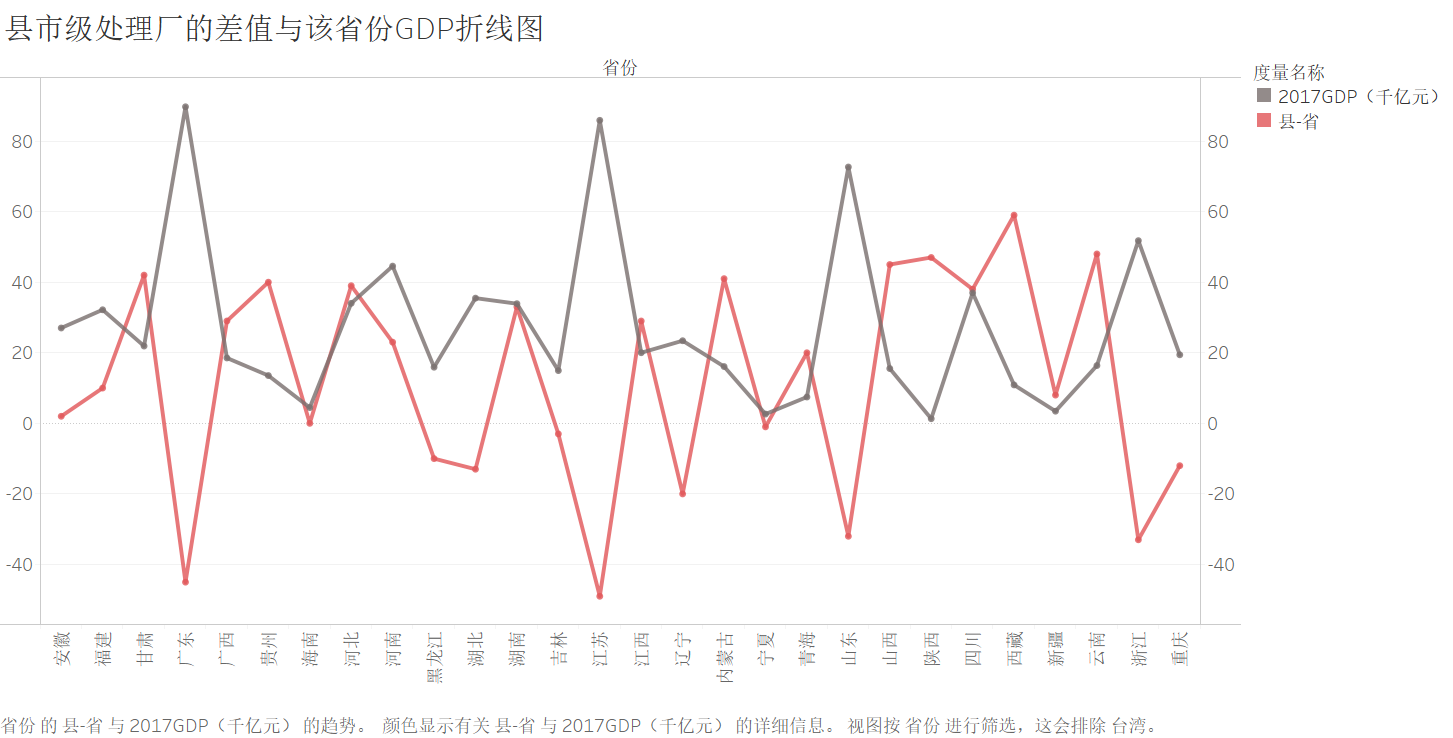 县市级处理厂的差值与该省份GDP折线图
省份
度量名称
2017GDP（千亿元）
县-省
80
60
40
20
0
-20
-40
80
60
40
20
0
-20
-40
安徽
福建
甘肃
广东
广西
贵州
海南
河北
河南
黑龙江
湖北
湖南
吉林
江苏
江西
辽宁
内蒙古
宁夏
青海
山东
山西
陕西
四川
西藏
新疆
云南
浙江
重庆
省份 的 县-省 与 2017GDP（千亿元） 的趋势。 颜色显示有关 县-省 与 2017GDP（千亿元） 的详细信息。 视图按 省份 进行筛选，这会排除 台湾。